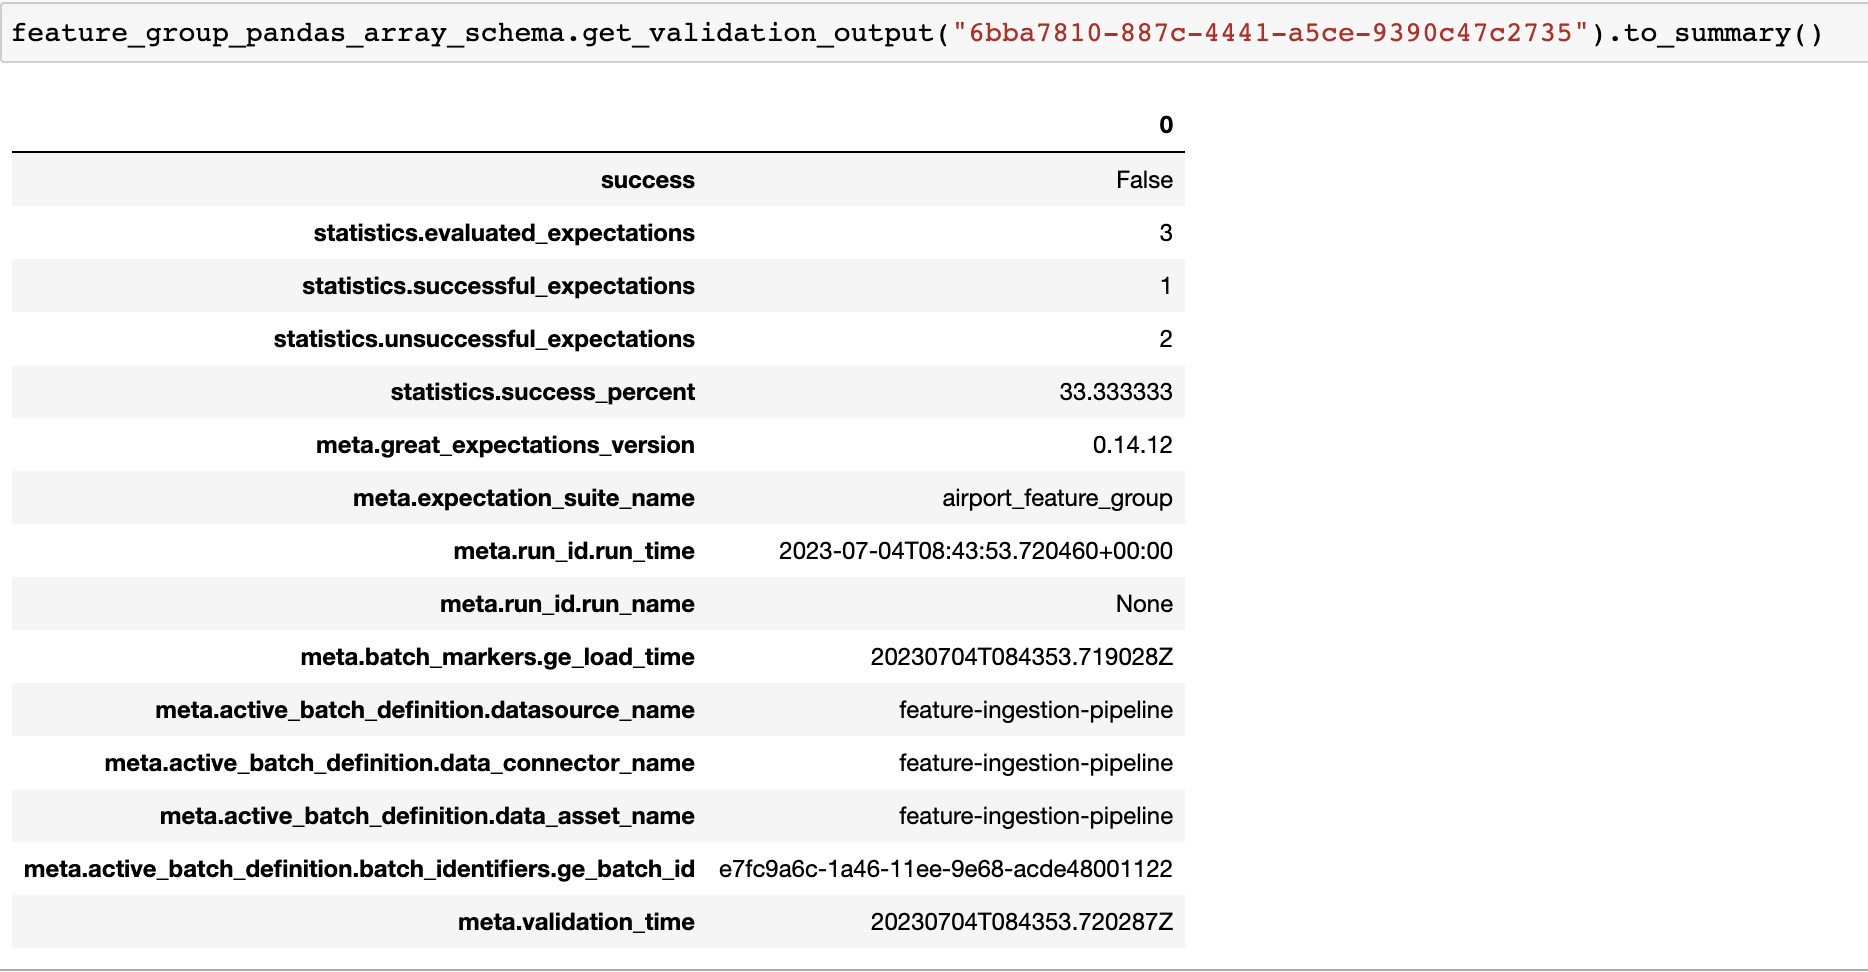 feature_group_pandas_array_schema.get_validation_output("6bba7810-887c-4441-a5ce-9390c47c2735").to_summary()
0
success False
statistics.evaluated_expectations 3
statistics.successful_expectations 1
statistics.unsuccessful_expectations 2
statistics.success_percent 33.333333
meta.great_expectations_version 0.14.12
meta.expectation_suite_name airport_feature_group
meta.run_id.run_time 2023-07-04T08:43:53.720460+00:00
meta.run_id.run_name None
meta.batch_markers.ge_load_time 20230704T084353.719028Z
meta.active_batch_definition.datasource_name feature-ingestion-pipeline
meta.active_batch_definition.data_connector_name feature-ingestion-pipeline
meta.active_batch_definition.data_asset_name feature-ingestion-pipeline
meta.active_batch_definition.batch_identifiers.ge_batch_id e7fc9a6c-1a46-11ee-9e68-acde48001122
meta.validation_time 20230704T084353.720287Z